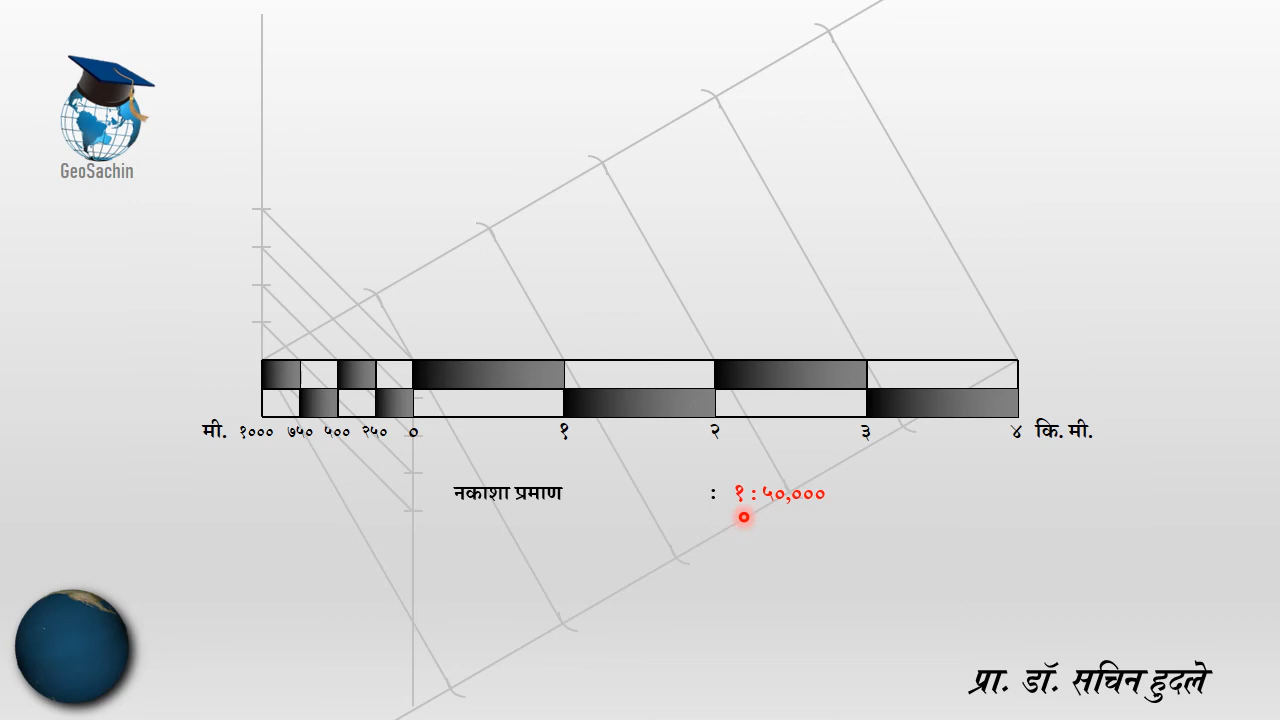 GeoSachin
मी. १००० ७५० ५०० २५० ० १ २ ३ ४ कि. मी.
नकाशा प्रमाण : १ : ५०,०००
प्रा. डॉ. सचिन हुदले